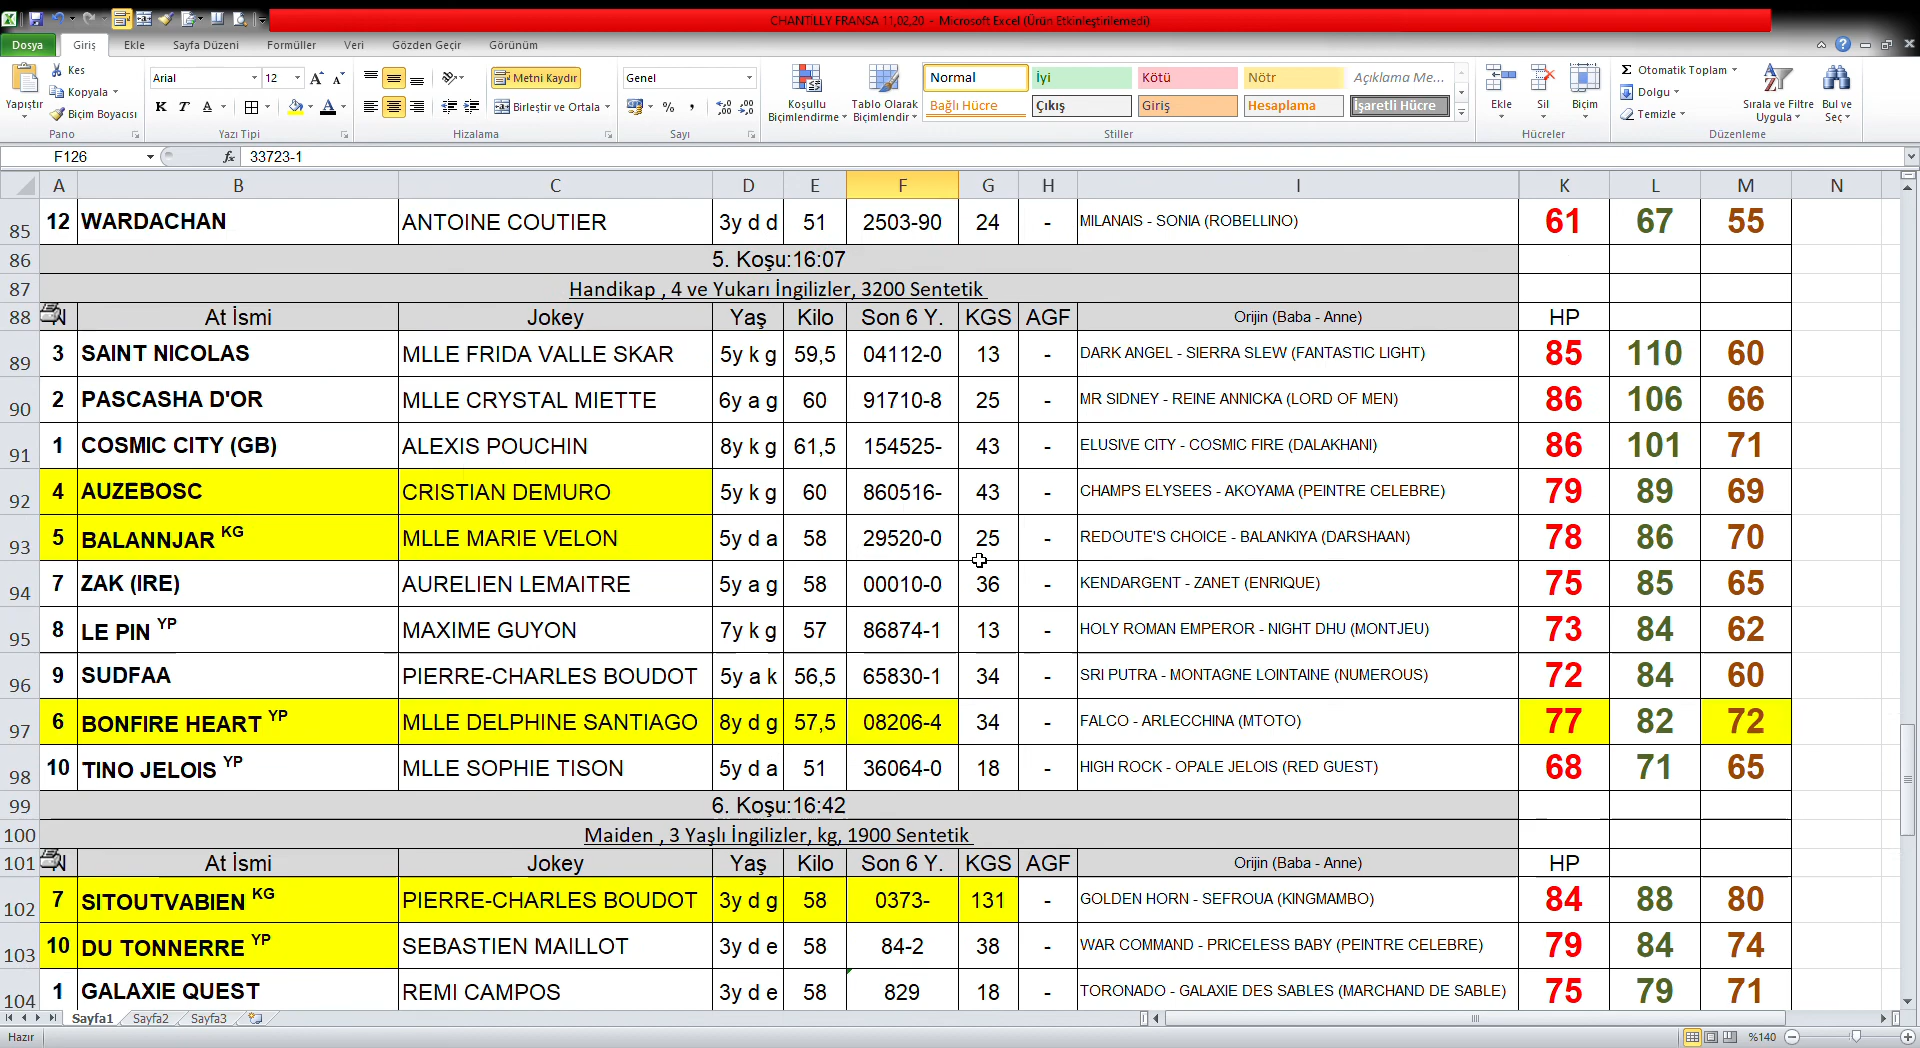 CHANTİLLY FRANSA 11,02,20 - Microsoft Excel (Ürün Etkinleştirilemedi)
Dosya Giriş Ekle Sayfa Düzeni Formüller Veri Gözden Geçir Görünüm
Yapıştır Kes Kopyala Biçim Boyacısı Pano
Arial 12 K T A Yazı Tipi
Metni Kaydır Birleştir ve Ortala Hizalama
Genel % Sayı
Koşullu Biçimlendirme Tablo Olarak Biçimlendir
Normal İyi Kötü Nötr Açıklama Me...
Bağlı Hücre Çıkış Giriş Hesaplama İşaretli Hücre
Stiller
Ekle Sil Biçim Hücreler
Otomatik Toplam Dolgu Temizle Sırala ve Filtre Uygula Bul ve Seç Düzenleme
F126 fx 33723-1
A B C D E F G H I K L M N
85 12 WARDACHAN ANTOINE COUTIER 3y d d 51 2503-90 24 - MILANAIS - SONIA (ROBELLINO) 61 67 55
86 5. Koşu:16:07
87 Handikap , 4 ve Yukarı İngilizler, 3200 Sentetik
88 N At İsmi Jokey Yaş Kilo Son 6 Y. KGS AGF Orijin (Baba - Anne) HP
89 3 SAINT NICOLAS MLLE FRIDA VALLE SKAR 5y k g 59,5 04112-0 13 - DARK ANGEL - SIERRA SLEW (FANTASTIC LIGHT) 85 110 60
90 2 PASCASHA D'OR MLLE CRYSTAL MIETTE 6y a g 60 91710-8 25 - MR SIDNEY - REINE ANNICKA (LORD OF MEN) 86 106 66
91 1 COSMIC CITY (GB) ALEXIS POUCHIN 8y k g 61,5 154525- 43 - ELUSIVE CITY - COSMIC FIRE (DALAKHANI) 86 101 71
92 4 AUZEBOSC CRISTIAN DEMURO 5y k g 60 860516- 43 - CHAMPS ELYSEES - AKOYAMA (PEINTRE CELEBRE) 79 89 69
93 5 BALANNJAR KG MLLE MARIE VELON 5y d a 58 29520-0 25 - REDOUTE'S CHOICE - BALANKIYA (DARSHAAN) 78 86 70
94 7 ZAK (IRE) AURELIEN LEMAITRE 5y a g 58 00010-0 36 - KENDARGENT - ZANET (ENRIQUE) 75 85 65
95 8 LE PIN YP MAXIME GUYON 7y k g 57 86874-1 13 - HOLY ROMAN EMPEROR - NIGHT DHU (MONTJEU) 73 84 62
96 9 SUDFAA PIERRE-CHARLES BOUDOT 5y a k 56,5 65830-1 34 - SRI PUTRA - MONTAGNE LOINTAINE (NUMEROUS) 72 84 60
97 6 BONFIRE HEART YP MLLE DELPHINE SANTIAGO 8y d g 57,5 08206-4 34 - FALCO - ARLECCHINA (MTOTO) 77 82 72
98 10 TINO JELOIS YP MLLE SOPHIE TISON 5y d a 51 36064-0 18 - HIGH ROCK - OPALE JELOIS (RED GUEST) 68 71 65
99 6. Koşu:16:42
100 Maiden , 3 Yaşlı İngilizler, kg, 1900 Sentetik
101 N At İsmi Jokey Yaş Kilo Son 6 Y. KGS AGF Orijin (Baba - Anne) HP
102 7 SITOUTVABIEN KG PIERRE-CHARLES BOUDOT 3y d g 58 0373- 131 - GOLDEN HORN - SEFROUA (KINGMAMBO) 84 88 80
103 10 DU TONNERRE YP SEBASTIEN MAILLOT 3y d e 58 84-2 38 - WAR COMMAND - PRICELESS BABY (PEINTRE CELEBRE) 79 84 74
104 1 GALAXIE QUEST REMI CAMPOS 3y d e 58 829 18 - TORONADO - GALAXIE DES SABLES (MARCHAND DE SABLE) 75 79 71
Sayfa1 Sayfa2 Sayfa3
Hazır %140